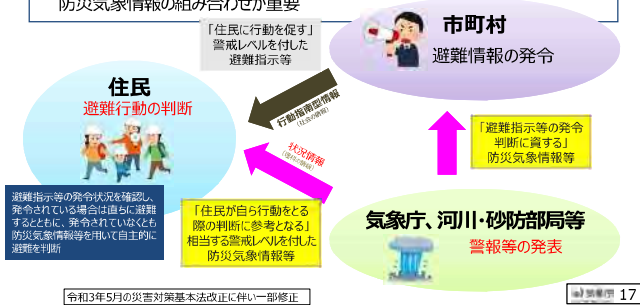 防災気象情報の組み合わせが重要
「住民に行動を促す」
警戒レベルを付した
避難指示等
市町村
避難情報の発令
住民
避難行動の判断
行動指南型情報
状況情報
「避難指示等の発令
判断に資する」
防災気象情報等
避難指示等の発令状況を確認し、
発令されている場合は直ちに避難
するとともに、発令されていなくとも
防災気象情報等を用いて自主的に
避難を判断
「住民が自ら行動をとる
際の判断に参考となる」
相当する警戒レベルを付した
防災気象情報等
気象庁、河川・砂防部局等
警報等の発表
令和3年5月の災害対策基本法改正に伴い一部修正
気象庁 17